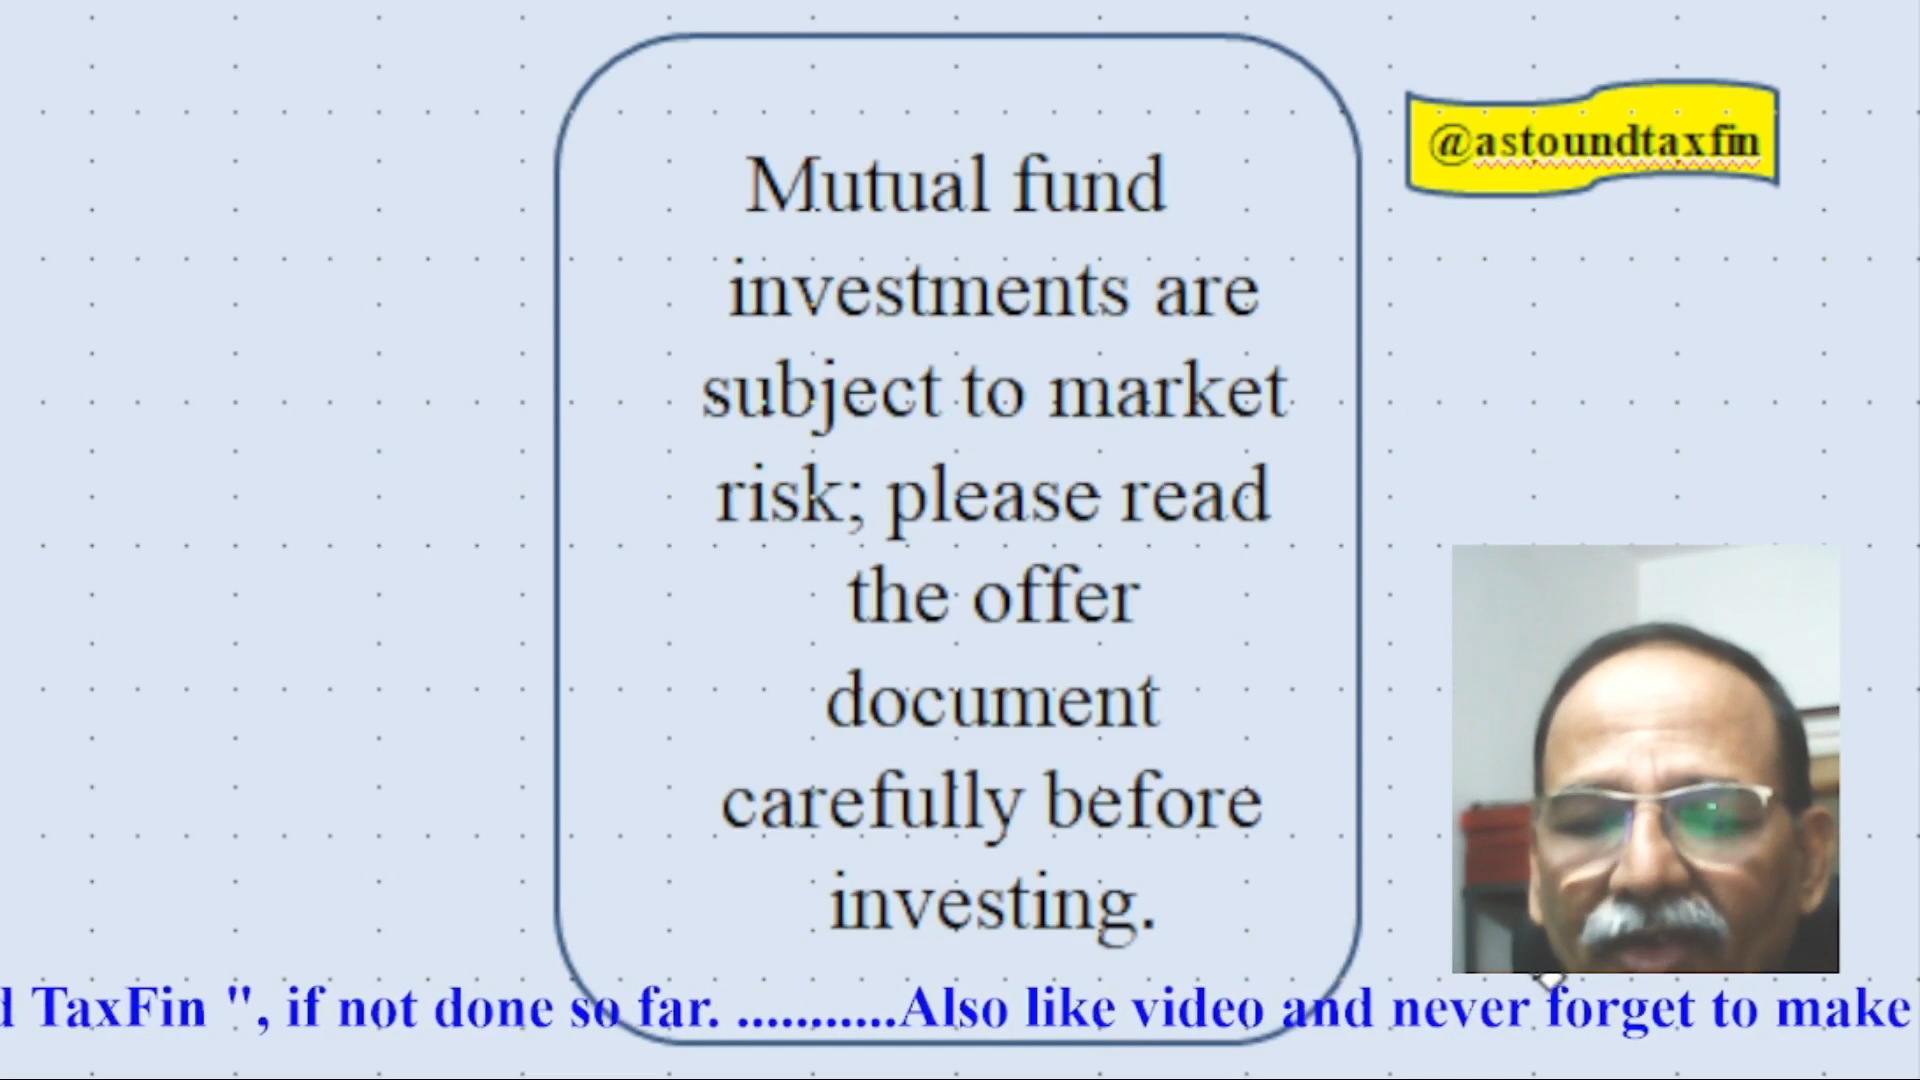 @astoundtaxfin
Mutual fund
investments are
subject to market
risk; please read
the offer
document
carefully before
investing.
d TaxFin ", if not done so far. ...........Also like video and never forget to make